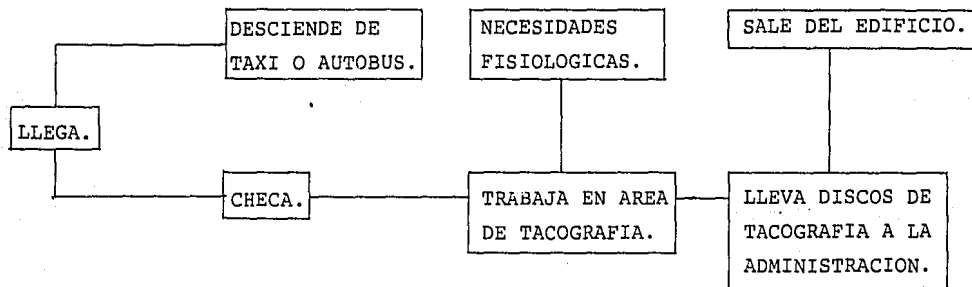 DESCIENDE DE
TAXI O AUTOBUS.
NECESIDADES
FISIOLOGICAS.
SALE DEL EDIFICIO.
LLEGA.
CHECA.
TRABAJA EN AREA
DE TACOGRAFIA.
LLEVA DISCOS DE
TACOGRAFIA A LA
ADMINISTRACION.